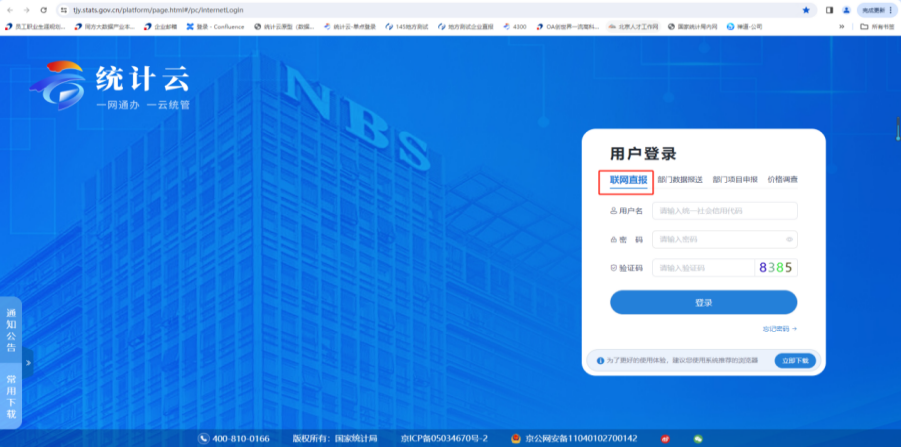 tjy.stats.gov.cn/platform/page.html#/pc/internetLogin
完成更新
员工职业生涯规划...
同方大数据产业本...
企业邮箱
登录 - Confluence
统计云原型（数据...
统计云-单点登录
145地方测试
地方测试企业直报
4300
OA创世界一流笔科...
北京人才工作网
国家统计局内网
禅道-公司
所有书签
统计云
一网通办 一云统管
NBS
用户登录
联网直报 部门数据报送 部门项目申报 价格调查
用户名 请输入统一社会信用代码
密 码 请输入密码
验证码 请输入验证码 8385
登录
忘记密码 →
为了更好的使用体验，建议您使用系统推荐的浏览器 立即下载
通知公告
常用下载
400-810-0166 版权所有：国家统计局 京ICP备05034670号-2 京公网安备11040102700142